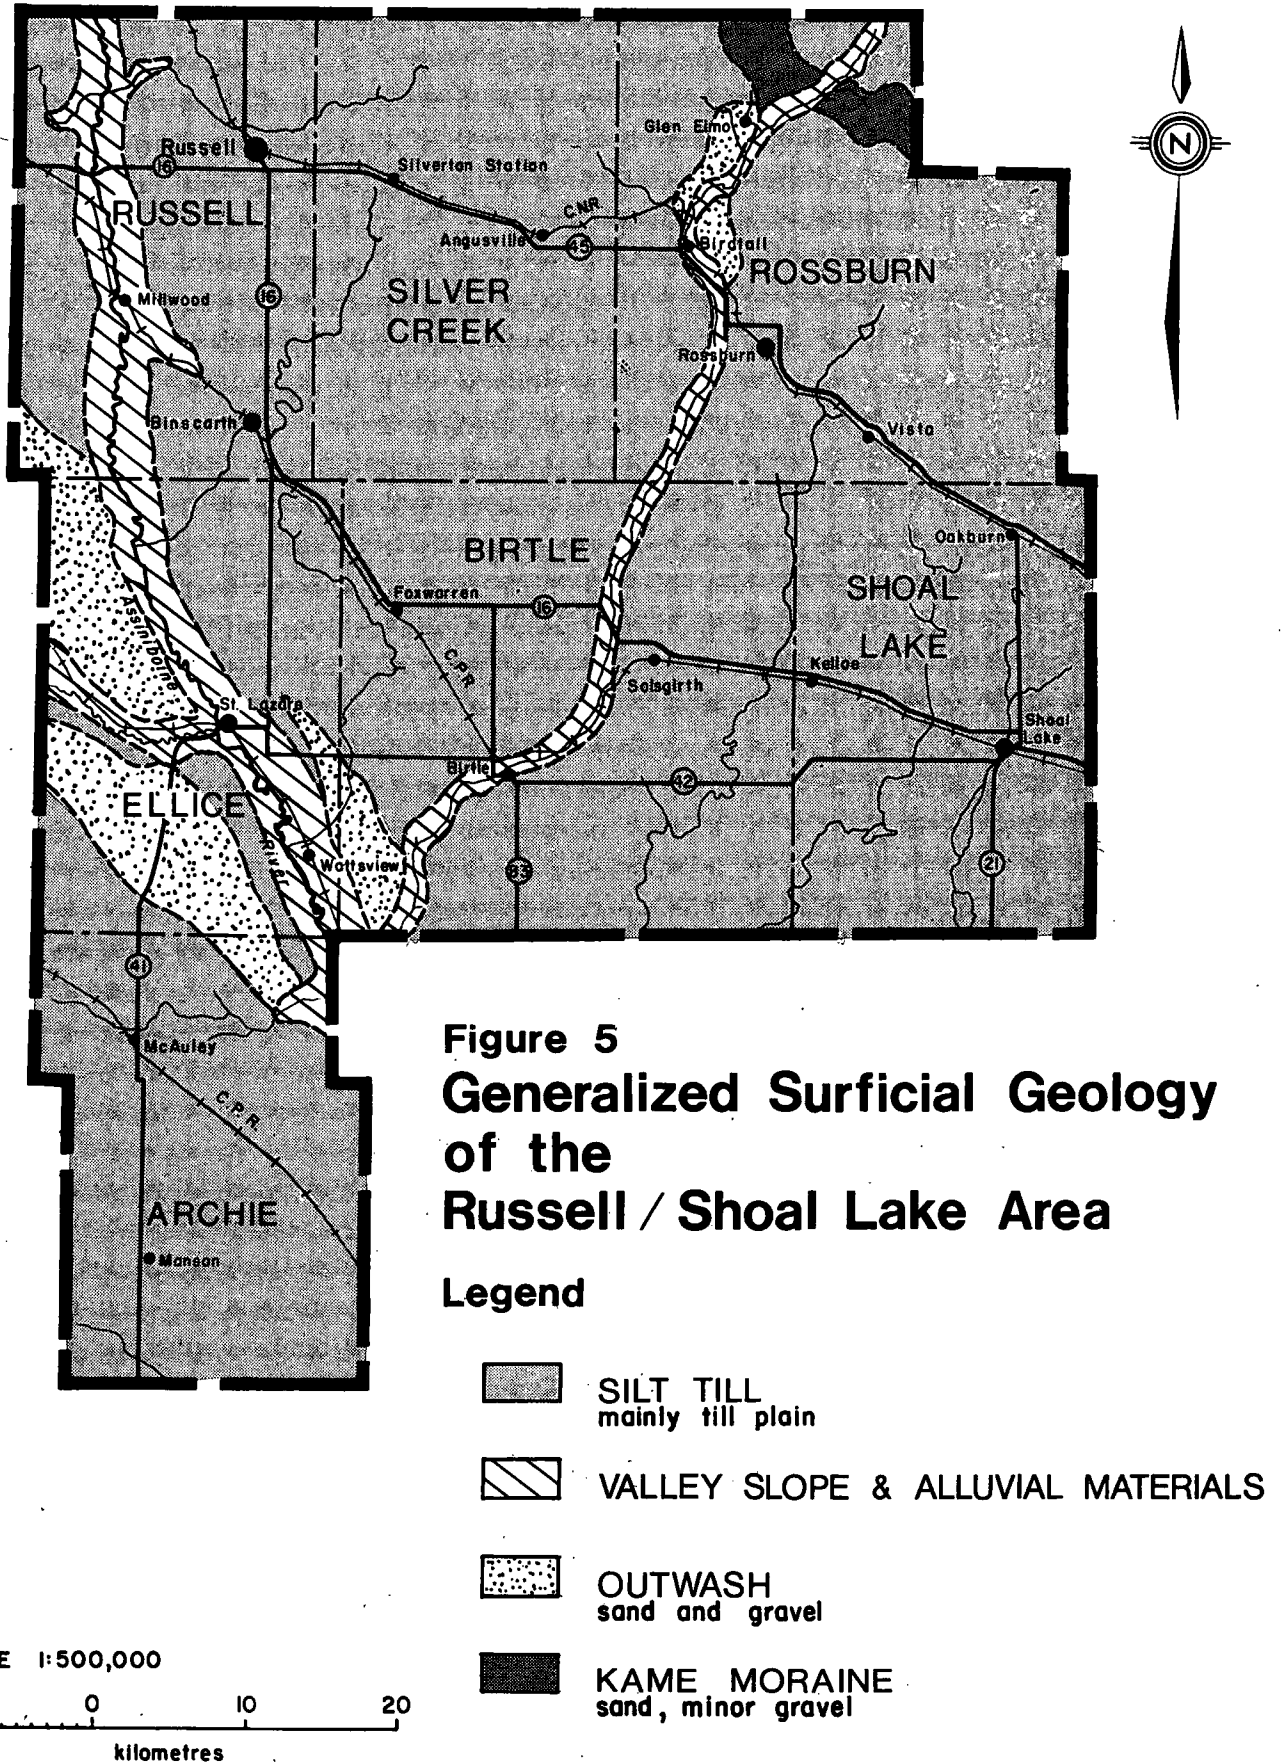 N
Glen Elmo
Russell
16
Silverton Station
RUSSELL
C.N.R.
Angusville
45
Birdtail
ROSSBURN
Millwood
16
SILVER
CREEK
Rossburn
Binscarth
Vista
BIRTLE
Oakburn
SHOAL
LAKE
Foxwarren
16
Assiniboine
C.P.R.
Kelloe
Solsgirth
St. Lazare
Shoal
Lake
Birtle
42
ELLICE
River
Wattsview
83
21
41
McAuley
C.P.R.
ARCHIE
Manson
Figure 5
Generalized Surficial Geology
of the
Russell / Shoal Lake Area
Legend
SILT TILL
mainly till plain
VALLEY SLOPE & ALLUVIAL MATERIALS
OUTWASH
sand and gravel
KAME MORAINE
sand, minor gravel
E 1:500,000
0 10 20
kilometres